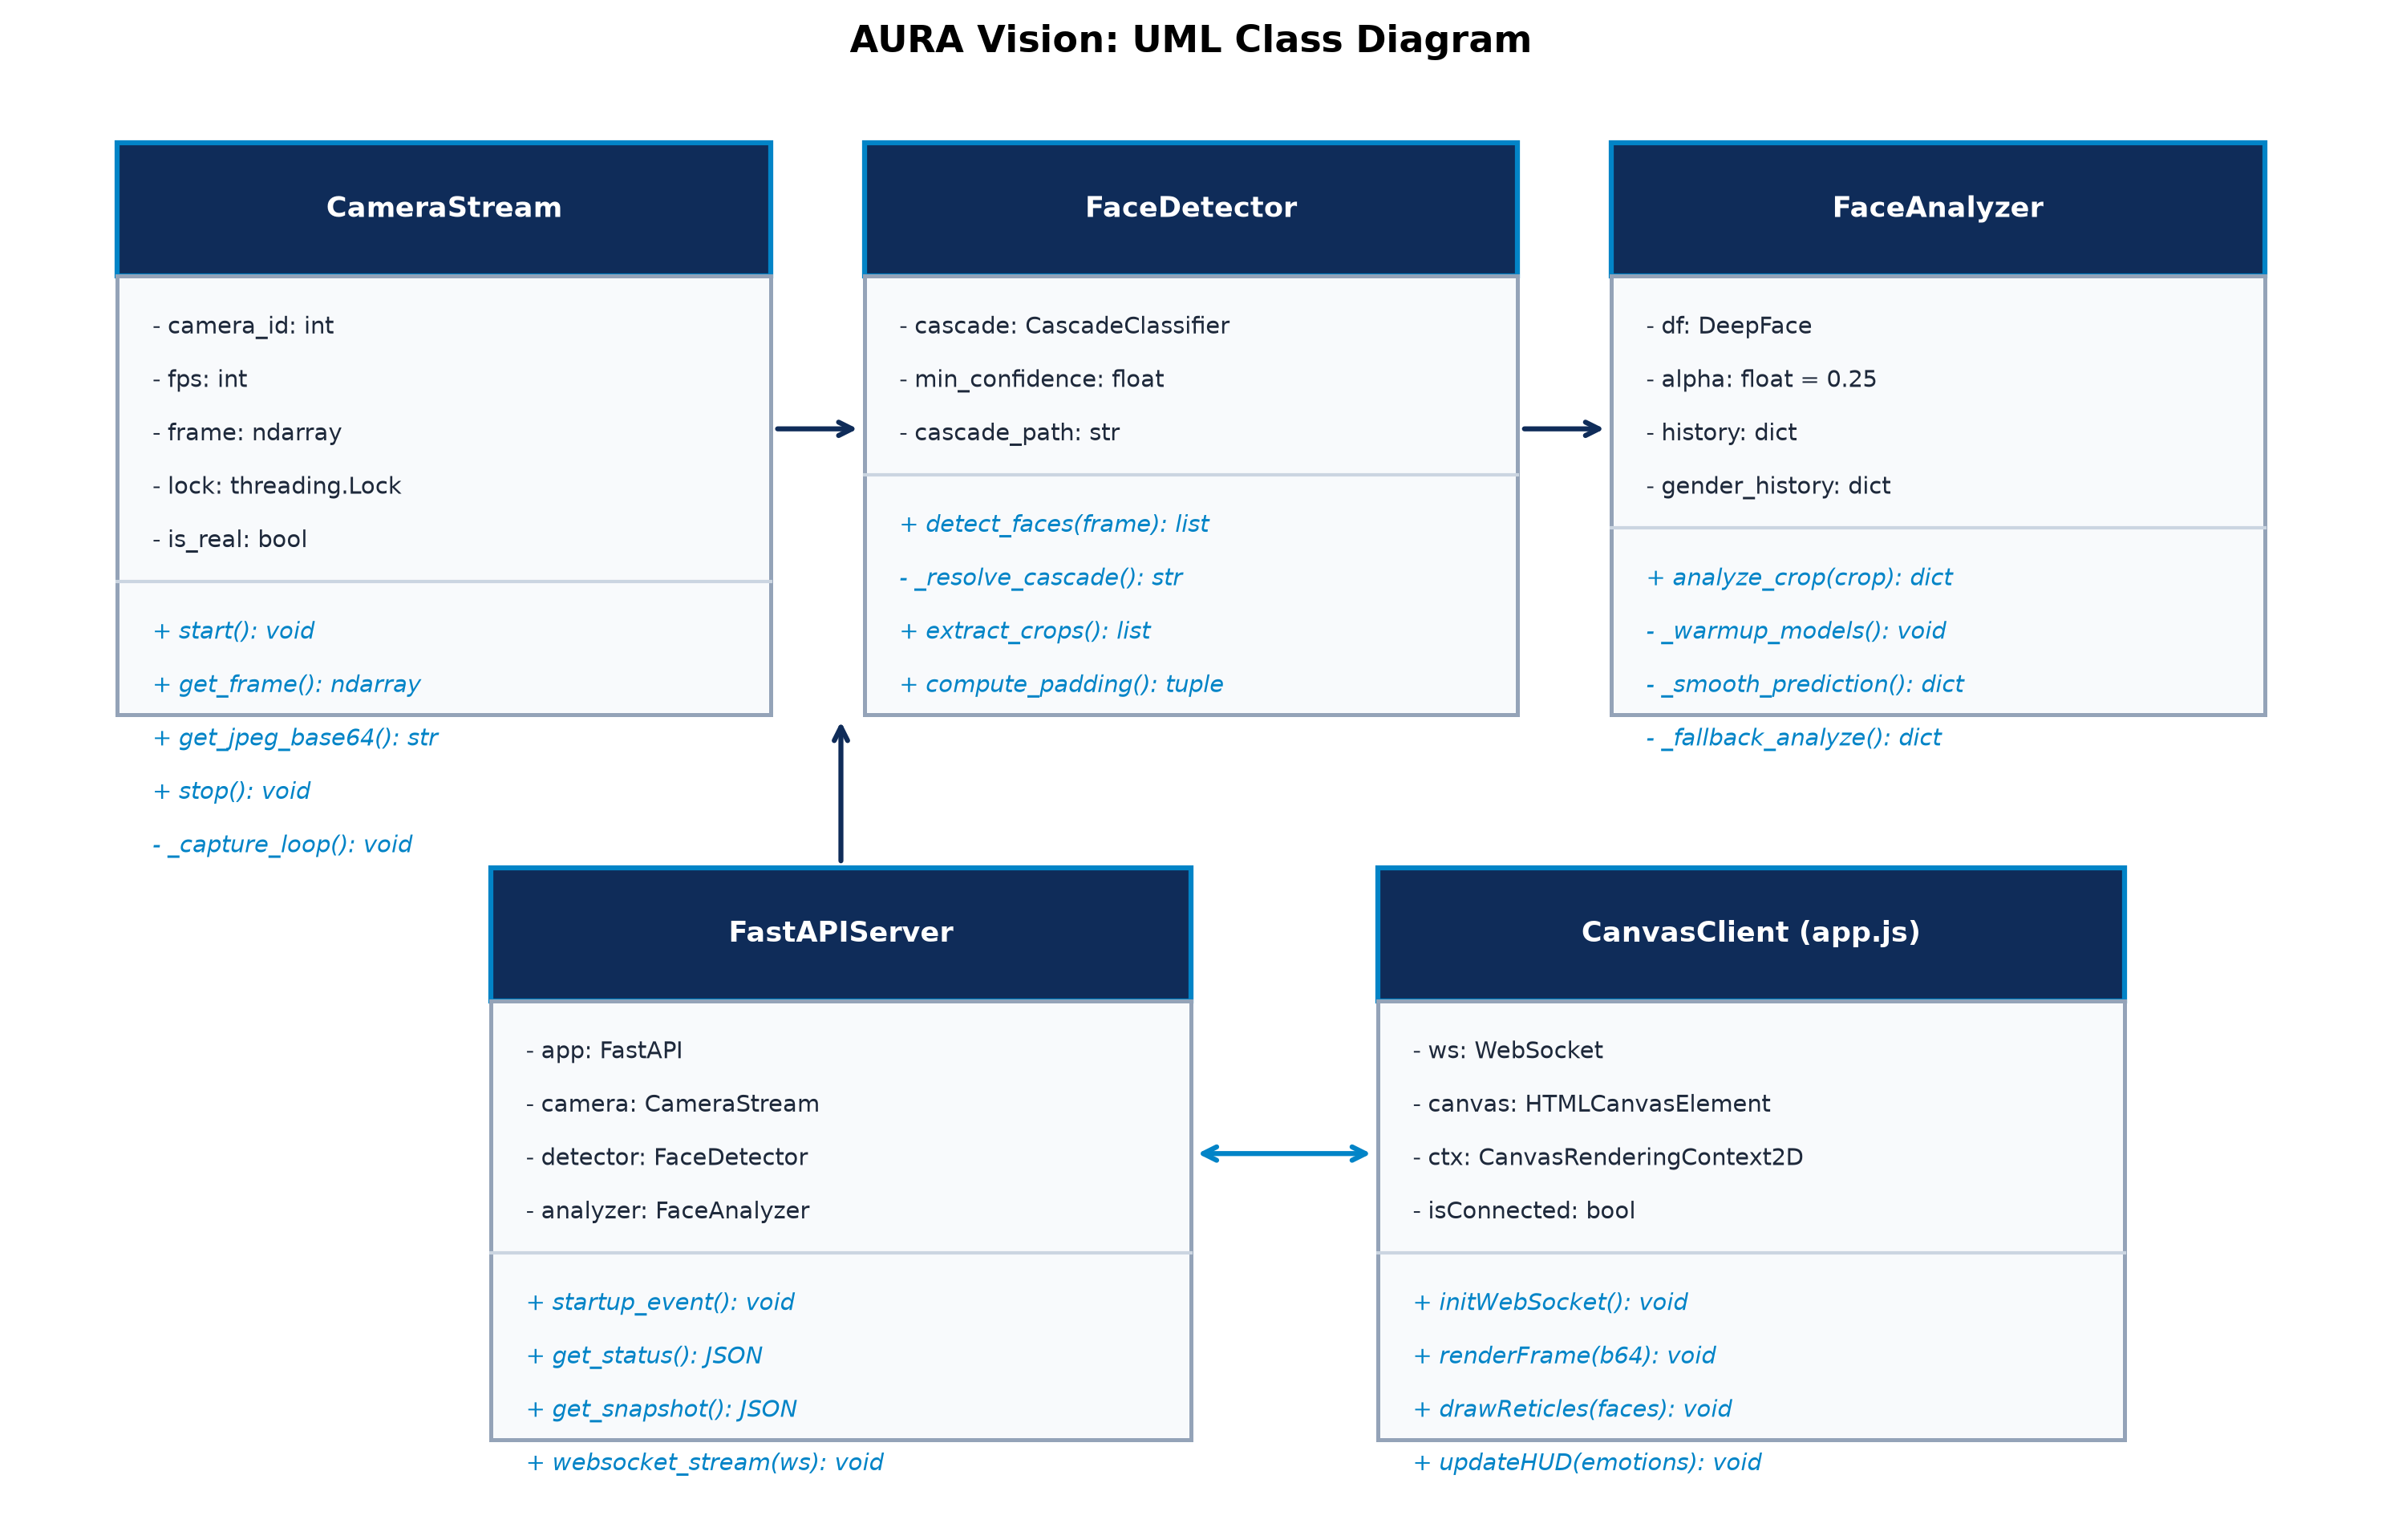 AURA Vision: UML Class Diagram
CameraStream
- camera_id: int
- fps: int
- frame: ndarray
- lock: threading.Lock
- is_real: bool
+ start(): void
+ get_frame(): ndarray
+ get_jpeg_base64(): str
+ stop(): void
- _capture_loop(): void
FaceDetector
- cascade: CascadeClassifier
- min_confidence: float
- cascade_path: str
+ detect_faces(frame): list
- _resolve_cascade(): str
+ extract_crops(): list
+ compute_padding(): tuple
FaceAnalyzer
- df: DeepFace
- alpha: float = 0.25
- history: dict
- gender_history: dict
+ analyze_crop(crop): dict
- _warmup_models(): void
- _smooth_prediction(): dict
- _fallback_analyze(): dict
FastAPIServer
- app: FastAPI
- camera: CameraStream
- detector: FaceDetector
- analyzer: FaceAnalyzer
+ startup_event(): void
+ get_status(): JSON
+ get_snapshot(): JSON
+ websocket_stream(ws): void
CanvasClient (app.js)
- ws: WebSocket
- canvas: HTMLCanvasElement
- ctx: CanvasRenderingContext2D
- isConnected: bool
+ initWebSocket(): void
+ renderFrame(b64): void
+ drawReticles(faces): void
+ updateHUD(emotions): void